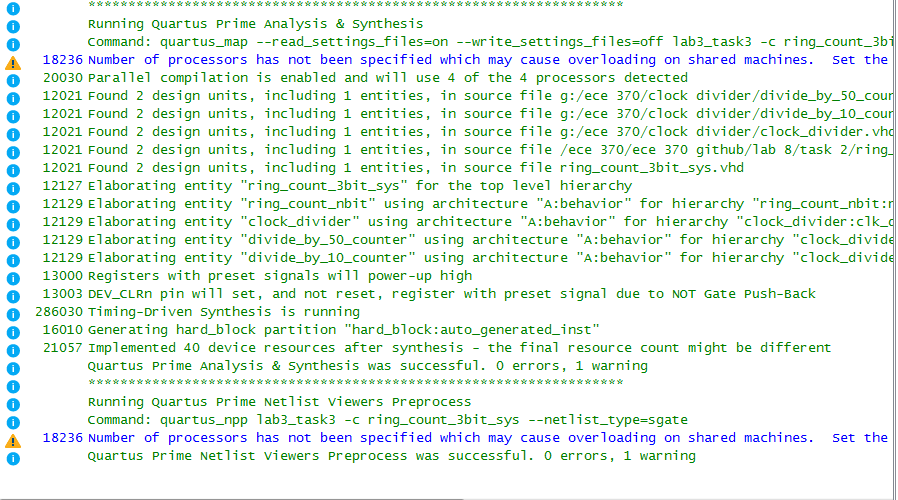 ******************************************************************
Running Quartus Prime Analysis & Synthesis
Command: quartus_map --read_settings_files=on --write_settings_files=off lab3_task3 -c ring_count_3bi
18236 Number of processors has not been specified which may cause overloading on shared machines.  Set the
20030 Parallel compilation is enabled and will use 4 of the 4 processors detected
12021 Found 2 design units, including 1 entities, in source file g:/ece 370/clock divider/divide_by_50_coun
12021 Found 2 design units, including 1 entities, in source file g:/ece 370/clock divider/divide_by_10_coun
12021 Found 2 design units, including 1 entities, in source file g:/ece 370/clock divider/clock_divider.vhd
12021 Found 2 design units, including 1 entities, in source file /ece 370/ece 370 github/lab 8/task 2/ring_
12021 Found 2 design units, including 1 entities, in source file ring_count_3bit_sys.vhd
12127 Elaborating entity "ring_count_3bit_sys" for the top level hierarchy
12129 Elaborating entity "ring_count_nbit" using architecture "A:behavior" for hierarchy "ring_count_nbit:r
12129 Elaborating entity "clock_divider" using architecture "A:behavior" for hierarchy "clock_divider:clk_d
12129 Elaborating entity "divide_by_50_counter" using architecture "A:behavior" for hierarchy "clock_divide
12129 Elaborating entity "divide_by_10_counter" using architecture "A:behavior" for hierarchy "clock_divide
13000 Registers with preset signals will power-up high
13003 DEV_CLRn pin will set, and not reset, register with preset signal due to NOT Gate Push-Back
286030 Timing-Driven Synthesis is running
16010 Generating hard_block partition "hard_block:auto_generated_inst"
21057 Implemented 40 device resources after synthesis - the final resource count might be different
Quartus Prime Analysis & Synthesis was successful. 0 errors, 1 warning
******************************************************************
Running Quartus Prime Netlist Viewers Preprocess
Command: quartus_npp lab3_task3 -c ring_count_3bit_sys --netlist_type=sgate
18236 Number of processors has not been specified which may cause overloading on shared machines.  Set the
Quartus Prime Netlist Viewers Preprocess was successful. 0 errors, 1 warning